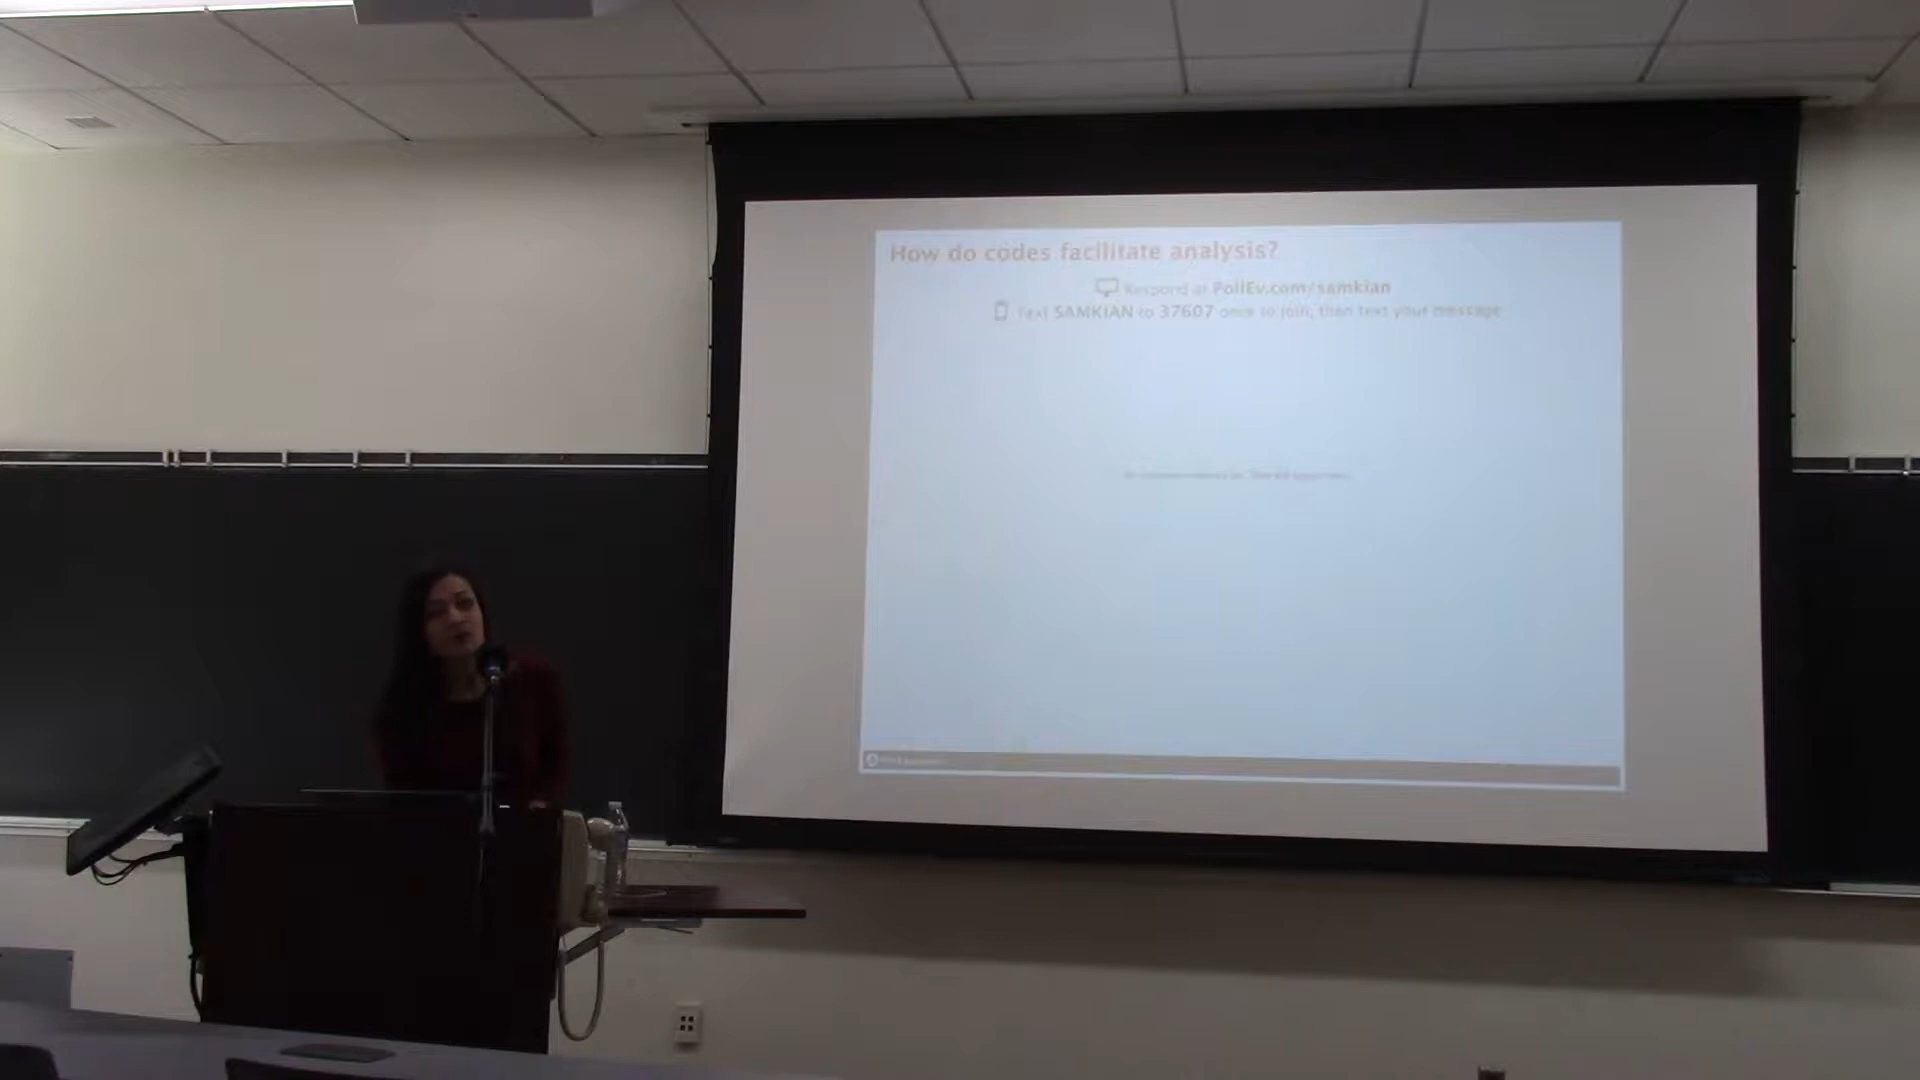 How do codes facilitate analysis?
Respond at PollEv.com/samkian
Text SAMKIAN to 37607 once to join, then text your message